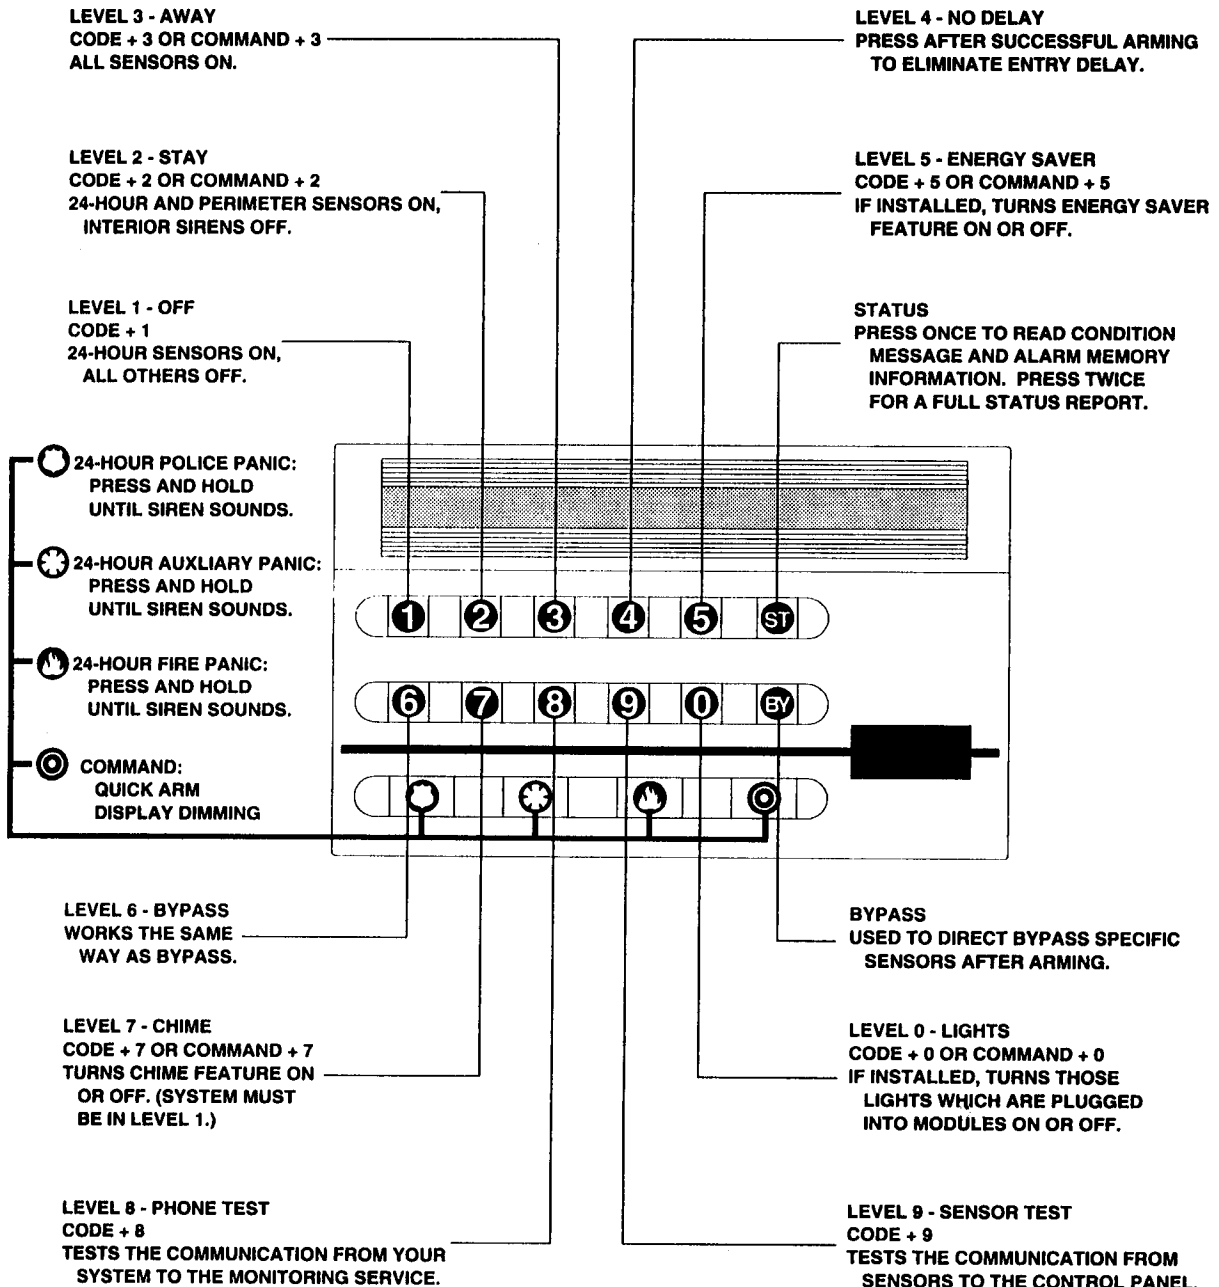 LEVEL 3 - AWAY
CODE + 3 OR COMMAND + 3
ALL SENSORS ON.
LEVEL 4 - NO DELAY
PRESS AFTER SUCCESSFUL ARMING
TO ELIMINATE ENTRY DELAY.
LEVEL 2 - STAY
CODE + 2 OR COMMAND + 2
24-HOUR AND PERIMETER SENSORS ON,
INTERIOR SIRENS OFF.
LEVEL 5 - ENERGY SAVER
CODE + 5 OR COMMAND + 5
IF INSTALLED, TURNS ENERGY SAVER
FEATURE ON OR OFF.
LEVEL 1 - OFF
CODE + 1
24-HOUR SENSORS ON,
ALL OTHERS OFF.
STATUS
PRESS ONCE TO READ CONDITION
MESSAGE AND ALARM MEMORY
INFORMATION. PRESS TWICE
FOR A FULL STATUS REPORT.
24-HOUR POLICE PANIC:
PRESS AND HOLD
UNTIL SIREN SOUNDS.
24-HOUR AUXLIARY PANIC:
PRESS AND HOLD
UNTIL SIREN SOUNDS.
24-HOUR FIRE PANIC:
PRESS AND HOLD
UNTIL SIREN SOUNDS.
COMMAND:
QUICK ARM
DISPLAY DIMMING
1 2 3 4 5 ST
6 7 8 9 0 BY
LEVEL 6 - BYPASS
WORKS THE SAME
WAY AS BYPASS.
BYPASS
USED TO DIRECT BYPASS SPECIFIC
SENSORS AFTER ARMING.
LEVEL 7 - CHIME
CODE + 7 OR COMMAND + 7
TURNS CHIME FEATURE ON
OR OFF. (SYSTEM MUST
BE IN LEVEL 1.)
LEVEL 0 - LIGHTS
CODE + 0 OR COMMAND + 0
IF INSTALLED, TURNS THOSE
LIGHTS WHICH ARE PLUGGED
INTO MODULES ON OR OFF.
LEVEL 8 - PHONE TEST
CODE + 8
TESTS THE COMMUNICATION FROM YOUR
SYSTEM TO THE MONITORING SERVICE.
LEVEL 9 - SENSOR TEST
CODE + 9
TESTS THE COMMUNICATION FROM
SENSORS TO THE CONTROL PANEL.